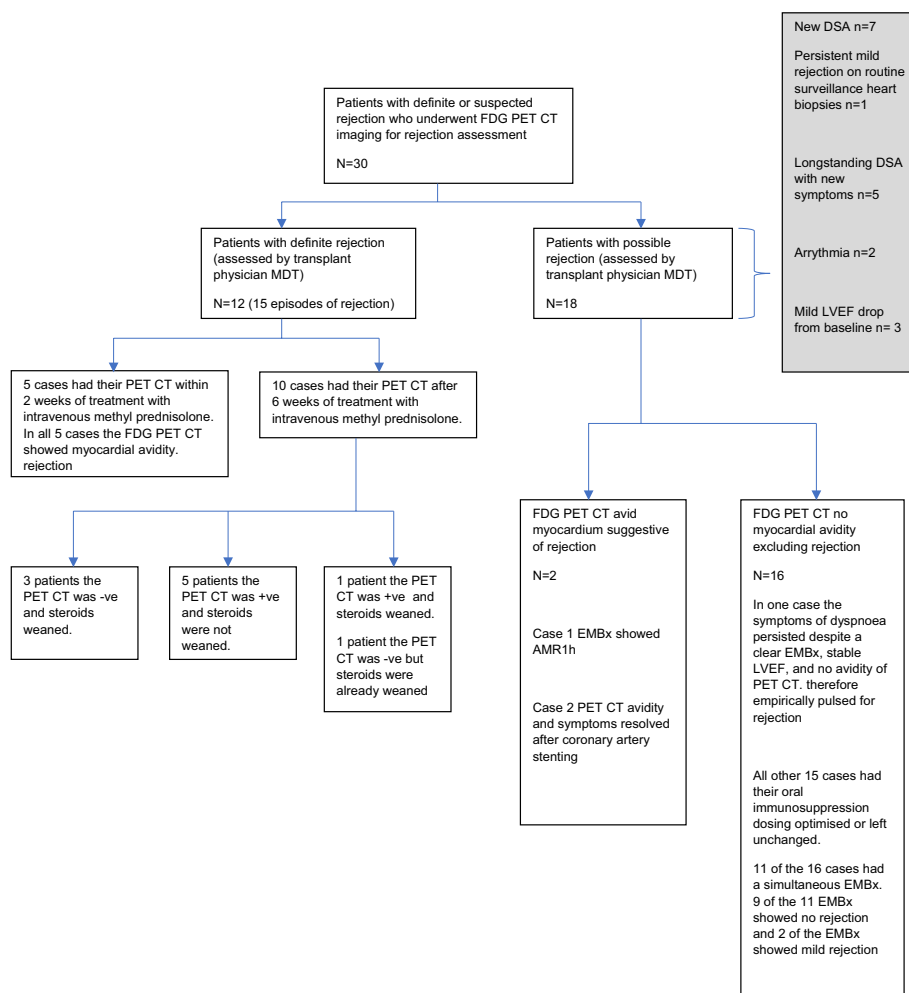 New DSA n=7
Persistent mild
rejection on routine
surveillance heart
biopsies n=1
Longstanding DSA
with new
symptoms n=5
Arrythmia n=2
Mild LVEF drop
from baseline n= 3
Patients with definite or suspected
rejection who underwent FDG PET CT
imaging for rejection assessment
N=30
Patients with definite rejection
(assessed by transplant
physician MDT)
N=12 (15 episodes of rejection)
Patients with possible
rejection (assessed by
transplant physician MDT)
N=18
5 cases had their PET CT within
2 weeks of treatment with
intravenous methyl prednisolone.
In all 5 cases the FDG PET CT
showed myocardial avidity.
rejection
10 cases had their PET CT after
6 weeks of treatment with
intravenous methyl prednisolone.
3 patients the
PET CT was -ve
and steroids
weaned.
5 patients the
PET CT was +ve
and steroids
were not
weaned.
1 patient the PET
CT was +ve and
steroids weaned.
1 patient the PET
CT was -ve but
steroids were
already weaned
FDG PET CT avid
myocardium suggestive
of rejection
N=2
Case 1 EMBx showed
AMR1h
Case 2 PET CT avidity
and symptoms resolved
after coronary artery
stenting
FDG PET CT no
myocardial avidity
excluding rejection
N=16
In one case the
symptoms of dyspnoea
persisted despite a
clear EMBx, stable
LVEF, and no avidity of
PET CT. therefore
empirically pulsed for
rejection
All other 15 cases had
their oral
immunosuppression
dosing optimised or left
unchanged.
11 of the 16 cases had
a simultaneous EMBx.
9 of the 11 EMBx
showed no rejection
and 2 of the EMBx
showed mild rejection